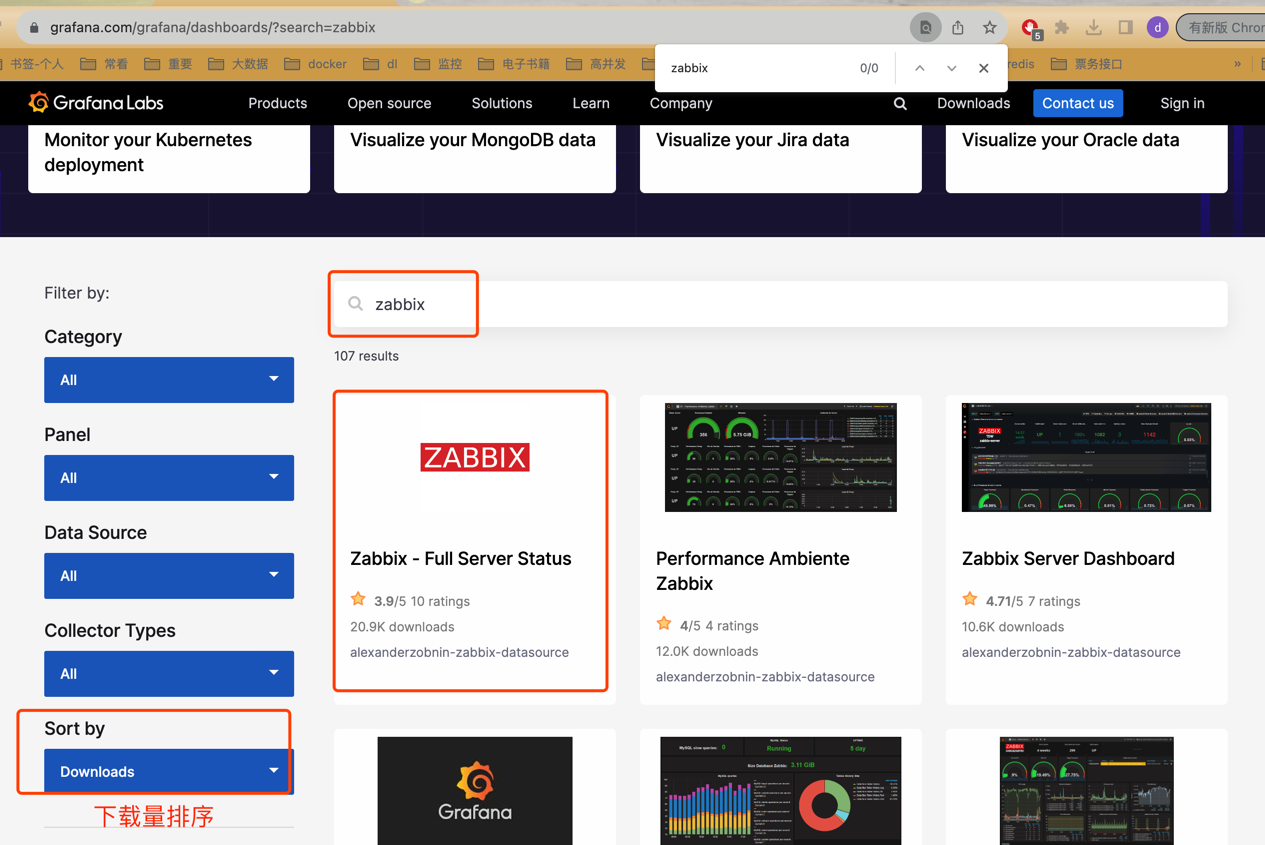 grafana.com/grafana/dashboards/?search=zabbix
5
d
有新版 Chror
书签-个人
常看
重要
大数据
docker
dl
监控
电子书籍
高并发
redis
票务接口
»
zabbix
0/0
Grafana Labs
Products
Open source
Solutions
Learn
Company
Downloads
Contact us
Sign in
Monitor your Kubernetes
deployment
Visualize your MongoDB data
Visualize your Jira data
Visualize your Oracle data
Filter by:
Category
All
Panel
All
Data Source
All
Collector Types
All
Sort by
Downloads
下载量排序
zabbix
107 results
ZABBIX
Zabbix - Full Server Status
3.9/5 10 ratings
20.9K downloads
alexanderzobnin-zabbix-datasource
Performance Ambiente
Zabbix
4/5 4 ratings
12.0K downloads
alexanderzobnin-zabbix-datasource
ZABBIX
Zabbix Server Dashboard
4.71/5 7 ratings
10.6K downloads
alexanderzobnin-zabbix-datasource
Grafana
Running
3.11 GiB
ZABBIX